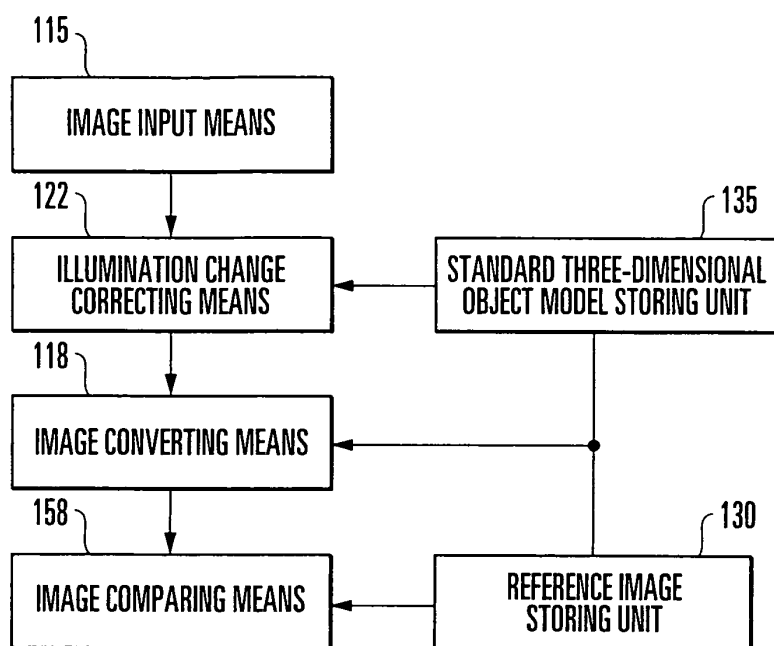 115
IMAGE INPUT MEANS
122
135
ILLUMINATION CHANGE
CORRECTING MEANS
STANDARD THREE-DIMENSIONAL
OBJECT MODEL STORING UNIT
118
IMAGE CONVERTING MEANS
158
130
IMAGE COMPARING MEANS
REFERENCE IMAGE
STORING UNIT